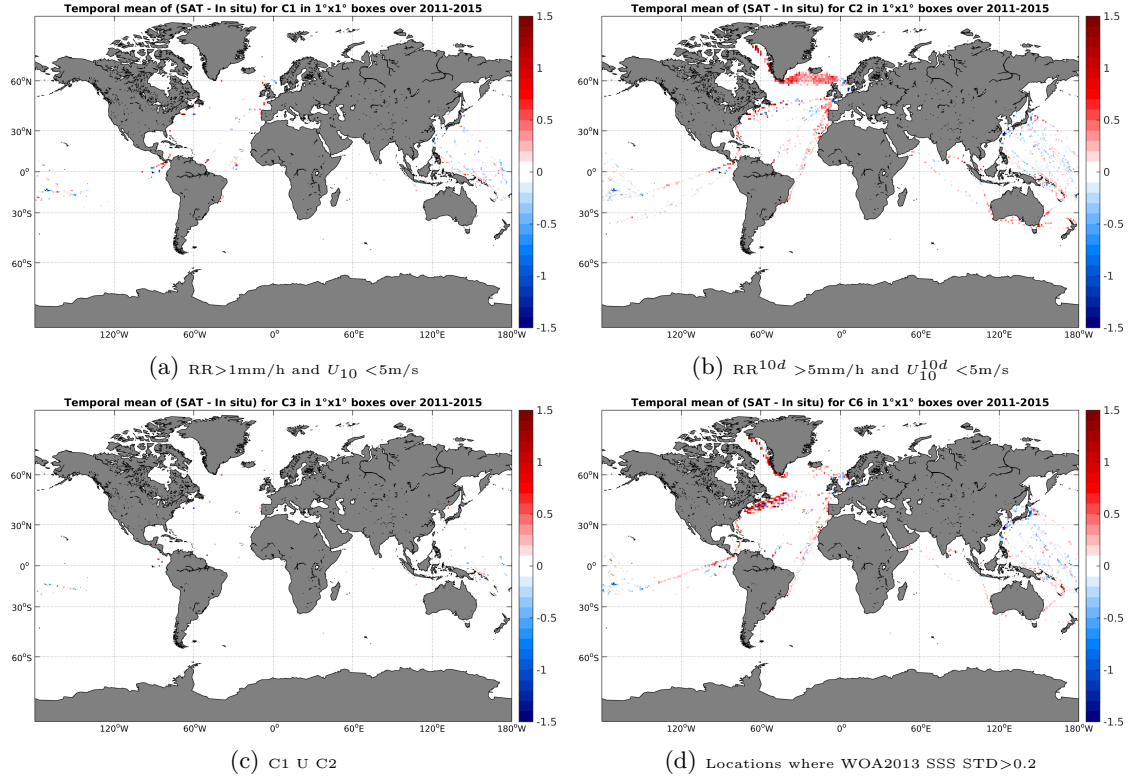 Temporal mean of (SAT - In situ) for C1 in 1°x1° boxes over 2011-2015
60°N
30°N
0°
30°S
60°S
120°W 60°W 0° 60°E 120°E 180°W
1.5
1
0.5
0
-0.5
-1
-1.5
(a) RR>1mm/h and U10 <5m/s
Temporal mean of (SAT - In situ) for C2 in 1°x1° boxes over 2011-2015
60°N
30°N
0°
30°S
60°S
120°W 60°W 0° 60°E 120°E 180°W
1.5
1
0.5
0
-0.5
-1
-1.5
(b) RR^10d >5mm/h and U10^10d <5m/s
Temporal mean of (SAT - In situ) for C3 in 1°x1° boxes over 2011-2015
60°N
30°N
0°
30°S
60°S
120°W 60°W 0° 60°E 120°E 180°W
1.5
1
0.5
0
-0.5
-1
-1.5
(c) C1 U C2
Temporal mean of (SAT - In situ) for C6 in 1°x1° boxes over 2011-2015
60°N
30°N
0°
30°S
60°S
120°W 60°W 0° 60°E 120°E 180°W
1.5
1
0.5
0
-0.5
-1
-1.5
(d) Locations where WOA2013 SSS STD>0.2